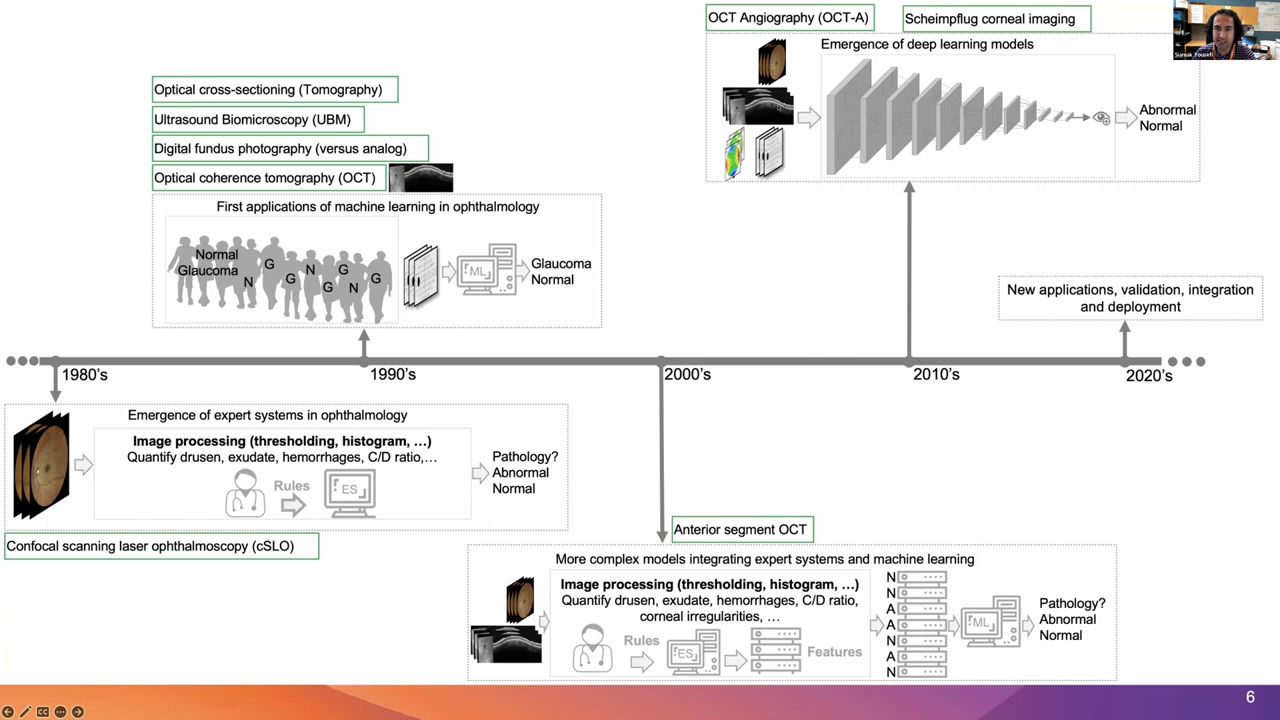 OCT Angiography (OCT-A)
Scheimpflug corneal imaging
Siamak_Yousefi
Emergence of deep learning models
Abnormal
Normal
Optical cross-sectioning (Tomography)
Ultrasound Biomicroscopy (UBM)
Digital fundus photography (versus analog)
Optical coherence tomography (OCT)
First applications of machine learning in ophthalmology
Normal
Glaucoma
N
G
G
N
G
G
N
G
ML
Glaucoma
Normal
New applications, validation, integration
and deployment
1980's
1990's
2000's
2010's
2020's
Emergence of expert systems in ophthalmology
Image processing (thresholding, histogram, ...)
Quantify drusen, exudate, hemorrhages, C/D ratio,...
Rules
ES
Pathology?
Abnormal
Normal
Confocal scanning laser ophthalmoscopy (cSLO)
Anterior segment OCT
More complex models integrating expert systems and machine learning
Image processing (thresholding, histogram, ...)
Quantify drusen, exudate, hemorrhages, C/D ratio,
corneal irregularities, ...
Rules
ES
Features
N
N
A
A
N
A
N
ML
Pathology?
Abnormal
Normal
6
CC